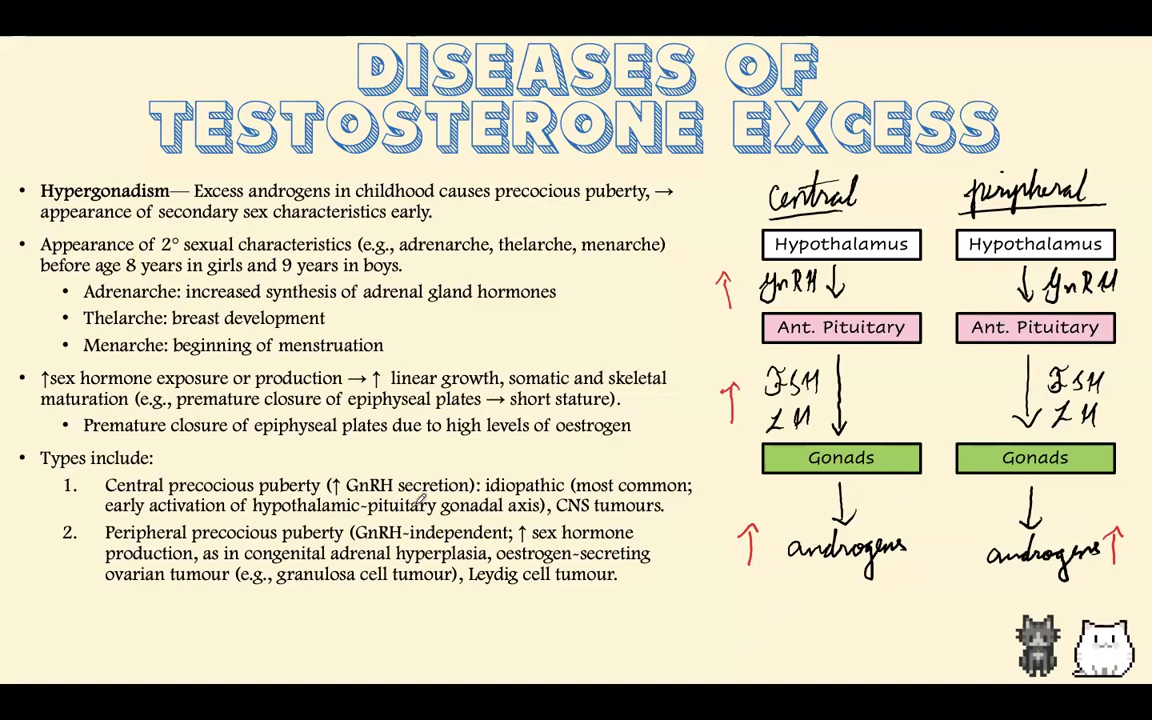 DISEASES OF
TESTOSTERONE EXCESS
• Hypergonadism— Excess androgens in childhood causes precocious puberty, →
appearance of secondary sex characteristics early.
• Appearance of 2° sexual characteristics (e.g., adrenarche, thelarche, menarche)
before age 8 years in girls and 9 years in boys.
• Adrenarche: increased synthesis of adrenal gland hormones
• Thelarche: breast development
• Menarche: beginning of menstruation
• ↑sex hormone exposure or production → ↑ linear growth, somatic and skeletal
maturation (e.g., premature closure of epiphyseal plates → short stature).
• Premature closure of epiphyseal plates due to high levels of oestrogen
• Types include:
1. Central precocious puberty (↑ GnRH secretion): idiopathic (most common;
early activation of hypothalamic-pituitary gonadal axis), CNS tumours.
2. Peripheral precocious puberty (GnRH-independent; ↑ sex hormone
production, as in congenital adrenal hyperplasia, oestrogen-secreting
ovarian tumour (e.g., granulosa cell tumour), Leydig cell tumour.
Central
Hypothalamus
↑ GnRH ↓
Ant. Pituitary
↑ FSH ↓
LH
Gonads
↓
↑ androgens
peripheral
Hypothalamus
↓ GnRH
Ant. Pituitary
↓ FSH
LH
Gonads
↓
androgens ↑